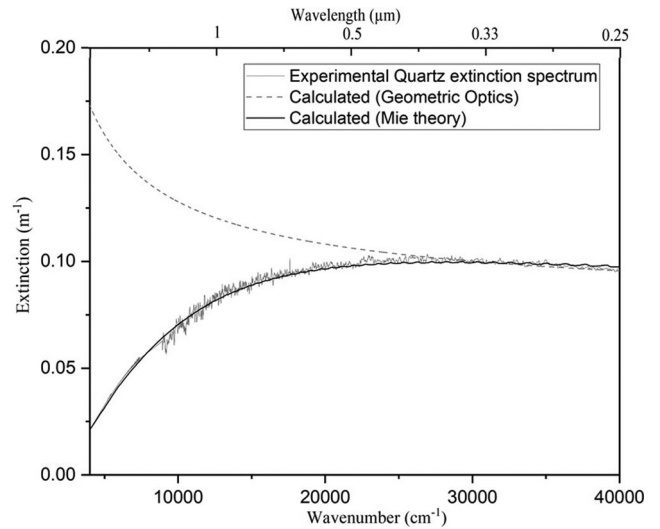 Wavelength (µm)
1 0.5 0.33 0.25
0.20
Experimental Quartz extinction spectrum
Calculated (Geometric Optics)
Calculated (Mie theory)
0.15
0.10
0.05
0.00
Extinction (m⁻¹)
10000 20000 30000 40000
Wavenumber (cm⁻¹)